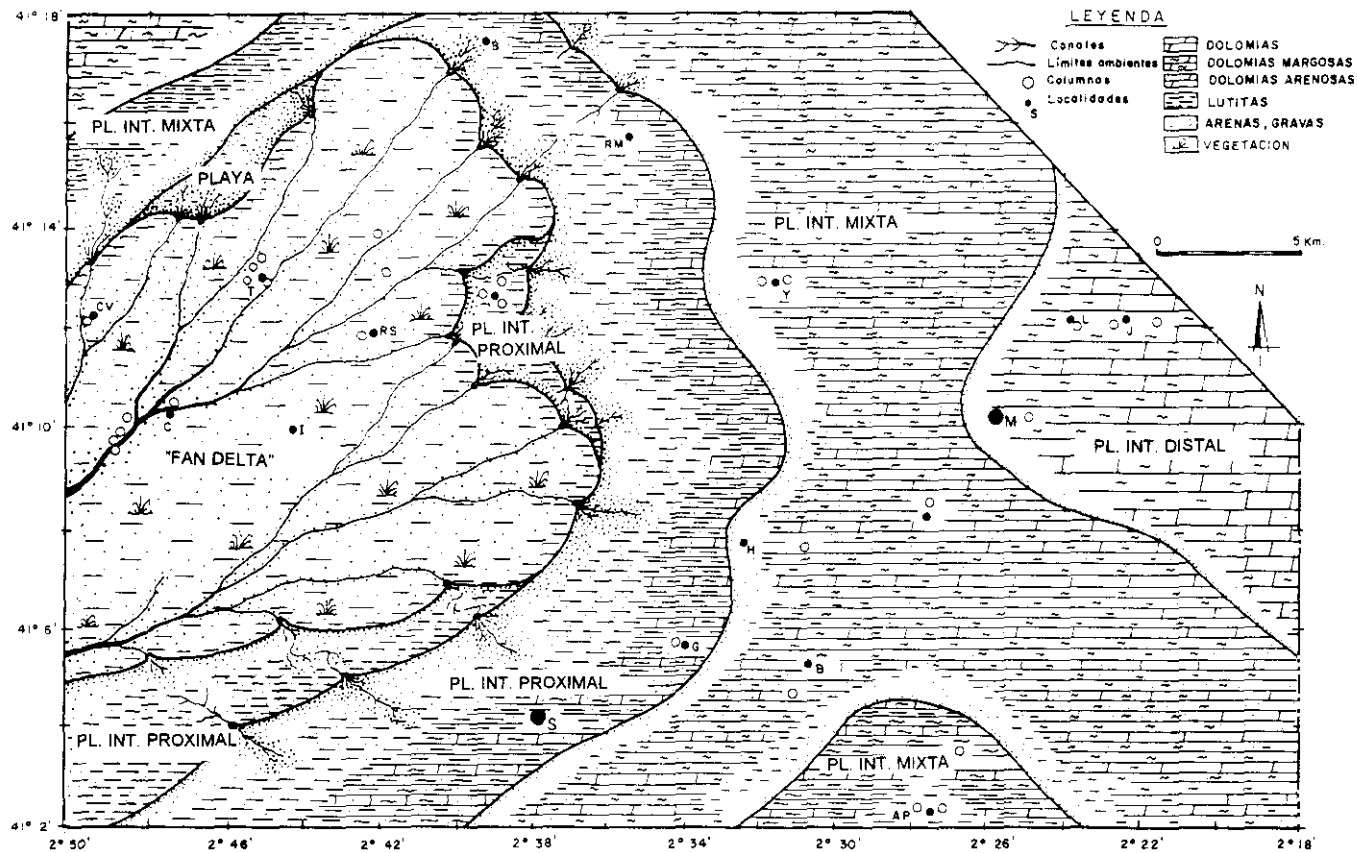 41° 18'
LEYENDA
Canales
Límites ambientes
Columnas
Localidades
S
DOLOMIAS
DOLOMIAS MARGOSAS
DOLOMIAS ARENOSAS
LUTITAS
ARENAS, GRAVAS
VEGETACION
B
PL. INT. MIXTA
RM
PLAYA
41° 14'
PL. INT. MIXTA
0 5 Km.
T
Y
N
CV
RS
PL. INT. PROXIMAL
L
J
C
M
41° 10'
I
"FAN DELTA"
PL. INT. DISTAL
H
41° 6'
G
B
PL. INT. PROXIMAL
S
PL. INT. PROXIMAL
PL. INT. MIXTA
AP
41° 2'
2° 50' 2° 46' 2° 42' 2° 38' 2° 34' 2° 30' 2° 26' 2° 22' 2° 18'